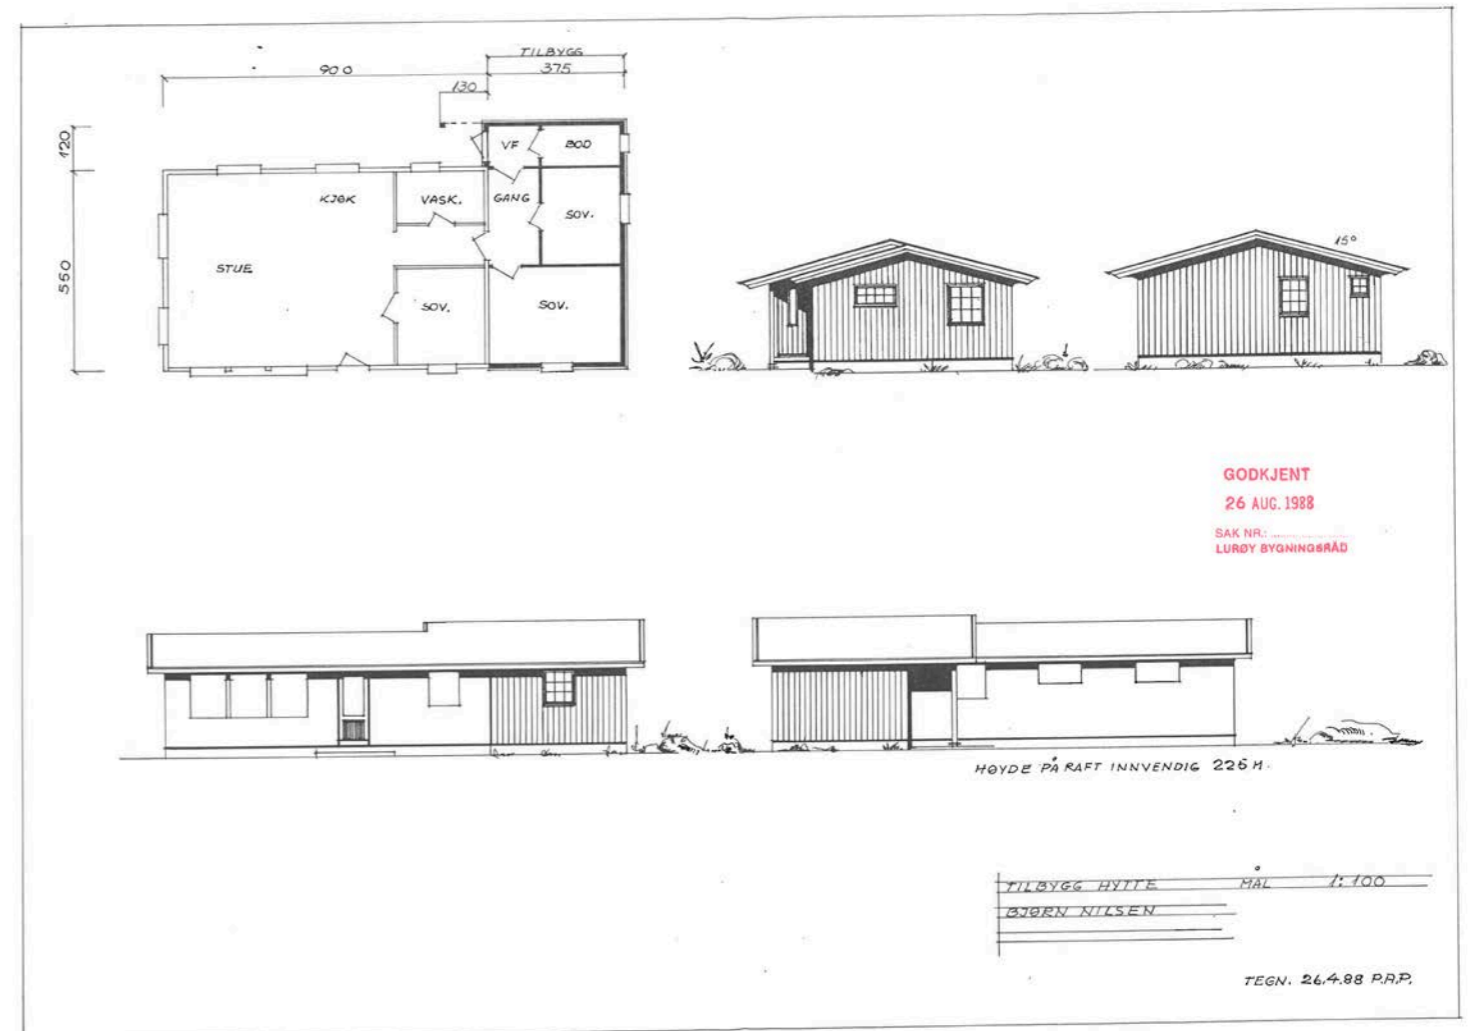 TILBYGG
900
375
130
120
550
VF
BOD
KJØK
VASK.
GANG
SOV.
STUE
SOV.
SOV.
15°
GODKJENT
26 AUG. 1988
SAK NR.: ....................
LURØY BYGNINGSRÅD
HØYDE PÅ RAFT INNVENDIG 225 M.
TILBYGG HYTTE MÅL 1:100
BJØRN NILSEN
TEGN. 26.4.88 P.A.P.